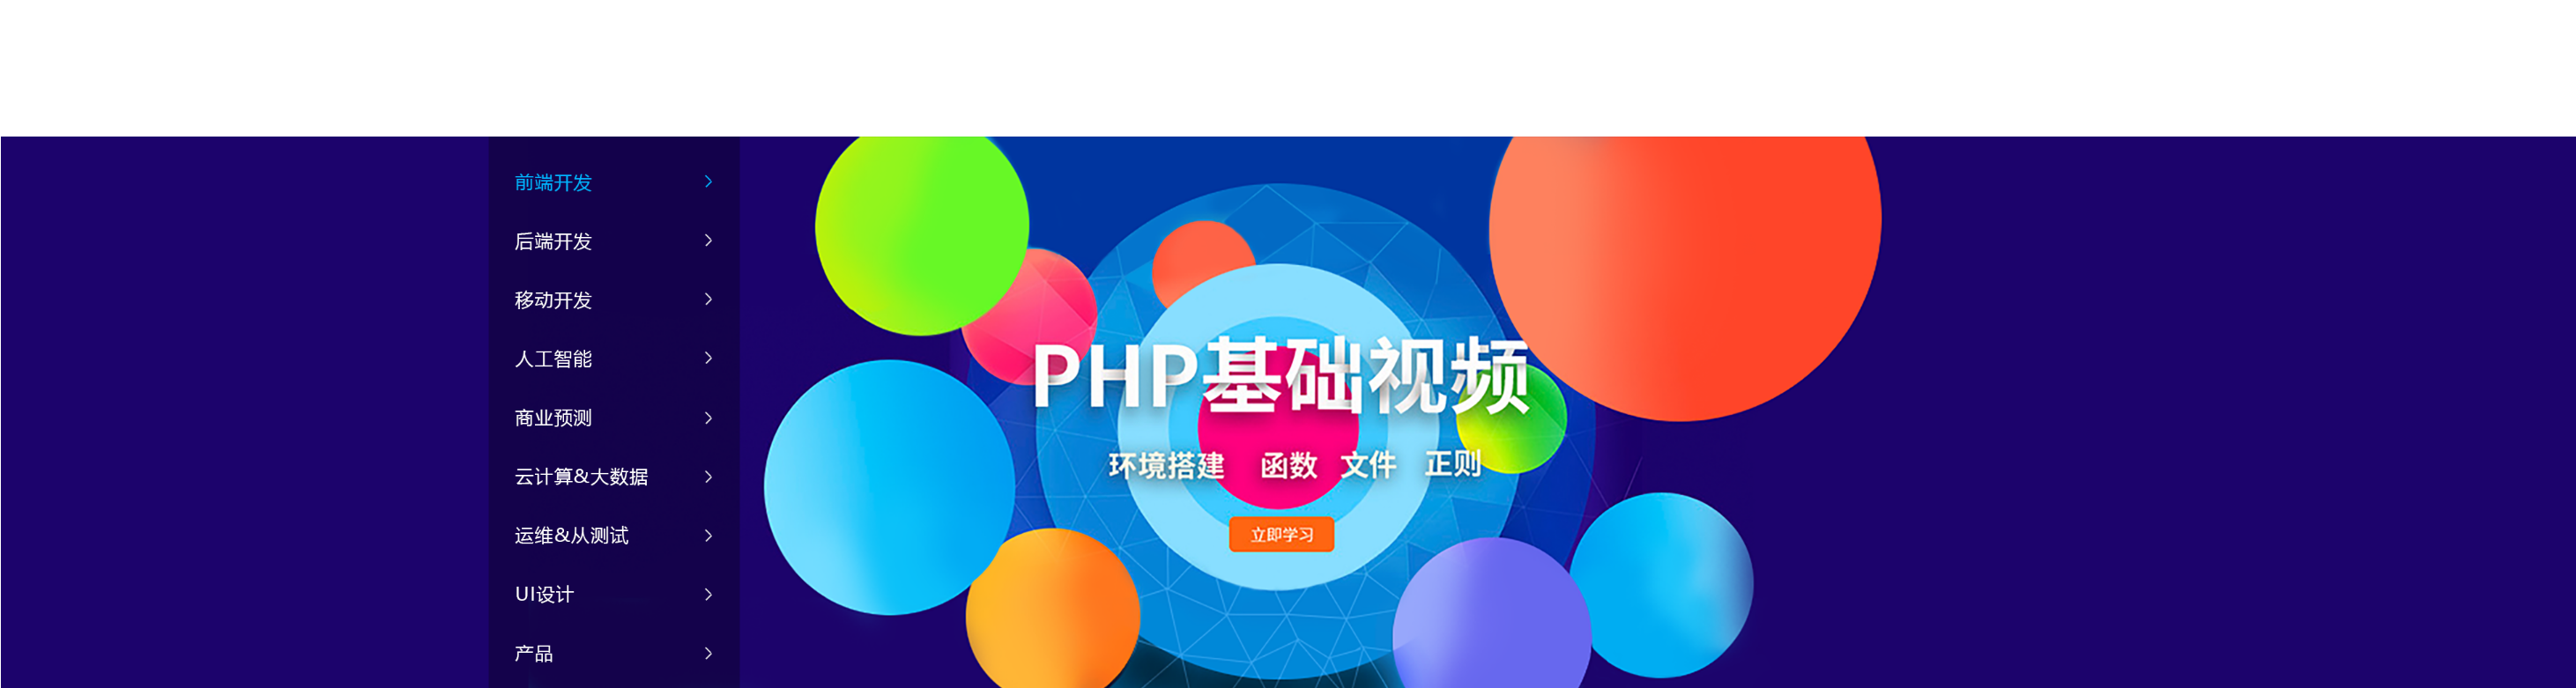 前端开发
后端开发
移动开发
人工智能
商业预测
云计算&大数据
运维&从测试
UI设计
产品
PHP基础视频
环境搭建 函数 文件 正则
立即学习